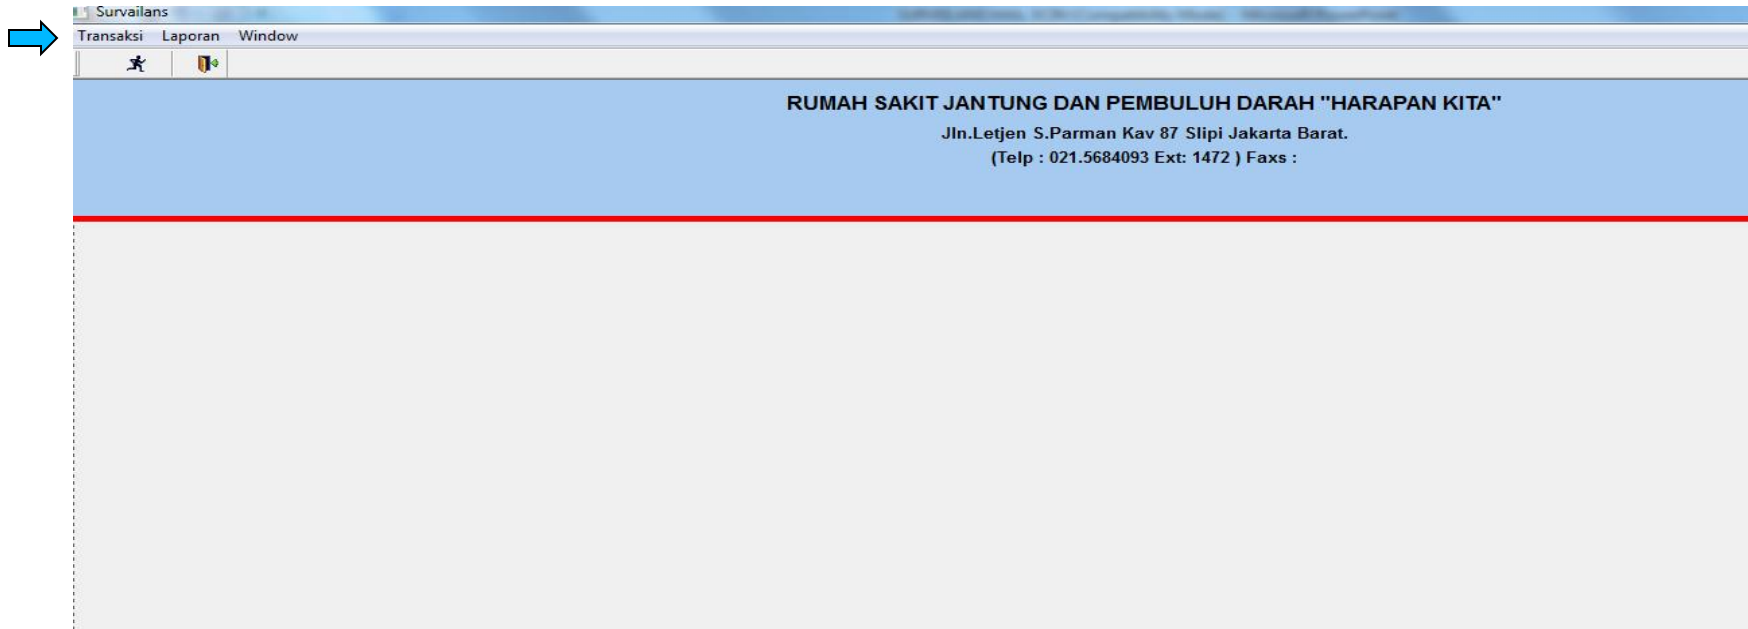 Survailans
Transaksi Laporan Window
RUMAH SAKIT JANTUNG DAN PEMBULUH DARAH "HARAPAN KITA"
Jln.Letjen S.Parman Kav 87 Slipi Jakarta Barat.
(Telp : 021.5684093 Ext: 1472 ) Faxs :